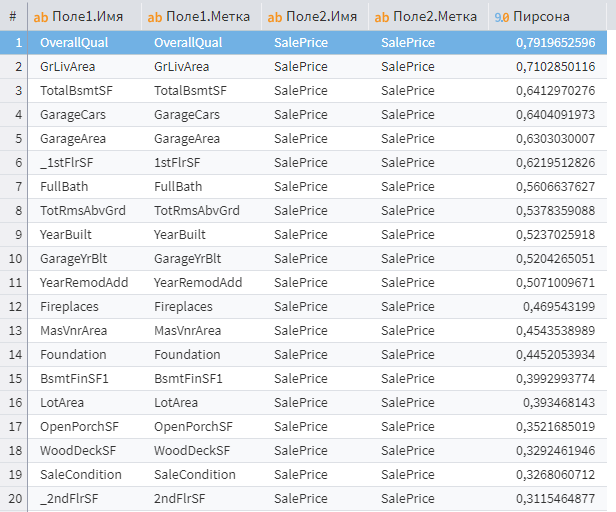 # ab Поле1.Имя ab Поле1.Метка ab Поле2.Имя ab Поле2.Метка 9.0 Пирсона
1 OverallQual OverallQual SalePrice SalePrice 0,7919652596
2 GrLivArea GrLivArea SalePrice SalePrice 0,7102850116
3 TotalBsmtSF TotalBsmtSF SalePrice SalePrice 0,6412970276
4 GarageCars GarageCars SalePrice SalePrice 0,6404091973
5 GarageArea GarageArea SalePrice SalePrice 0,6303030007
6 _1stFlrSF 1stFlrSF SalePrice SalePrice 0,6219512826
7 FullBath FullBath SalePrice SalePrice 0,5606637627
8 TotRmsAbvGrd TotRmsAbvGrd SalePrice SalePrice 0,5378359088
9 YearBuilt YearBuilt SalePrice SalePrice 0,5237025918
10 GarageYrBlt GarageYrBlt SalePrice SalePrice 0,5204265051
11 YearRemodAdd YearRemodAdd SalePrice SalePrice 0,5071009671
12 Fireplaces Fireplaces SalePrice SalePrice 0,469543199
13 MasVnrArea MasVnrArea SalePrice SalePrice 0,4543538989
14 Foundation Foundation SalePrice SalePrice 0,4452053934
15 BsmtFinSF1 BsmtFinSF1 SalePrice SalePrice 0,3992993774
16 LotArea LotArea SalePrice SalePrice 0,393468143
17 OpenPorchSF OpenPorchSF SalePrice SalePrice 0,3521685019
18 WoodDeckSF WoodDeckSF SalePrice SalePrice 0,3292461946
19 SaleCondition SaleCondition SalePrice SalePrice 0,3268060712
20 _2ndFlrSF 2ndFlrSF SalePrice SalePrice 0,3115464877